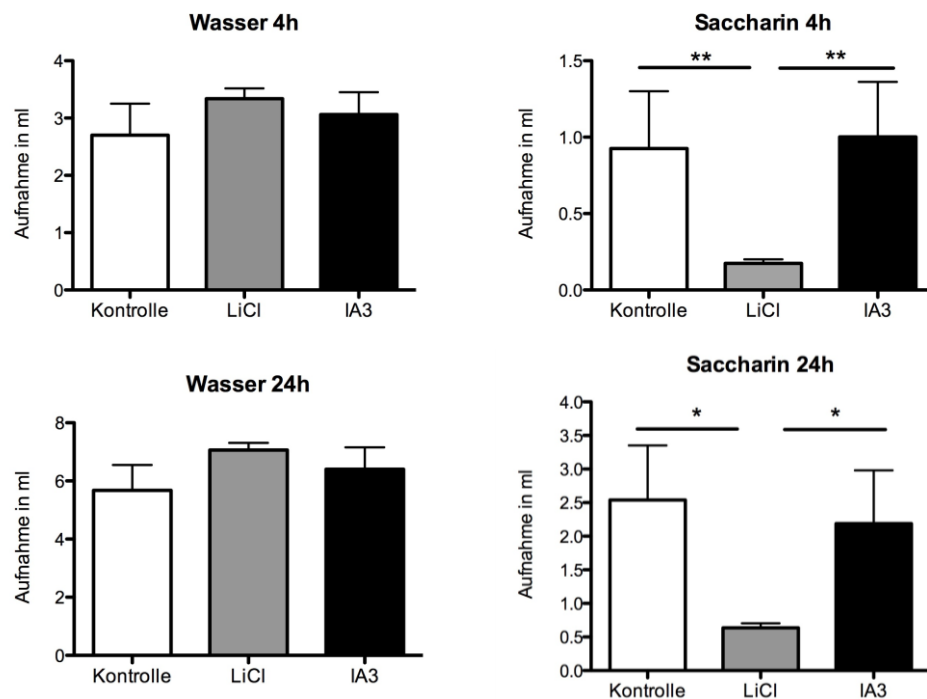 Wasser 4h
Aufnahme in ml
4
3
2
1
0
Kontrolle LiCl IA3
Saccharin 4h
Aufnahme in ml
1.5
1.0
0.5
0.0
** **
Kontrolle LiCl IA3
Wasser 24h
Aufnahme in ml
8
6
4
2
0
Kontrolle LiCl IA3
Saccharin 24h
Aufnahme in ml
4.0
3.5
3.0
2.5
2.0
1.5
1.0
0.5
0.0
* *
Kontrolle LiCl IA3